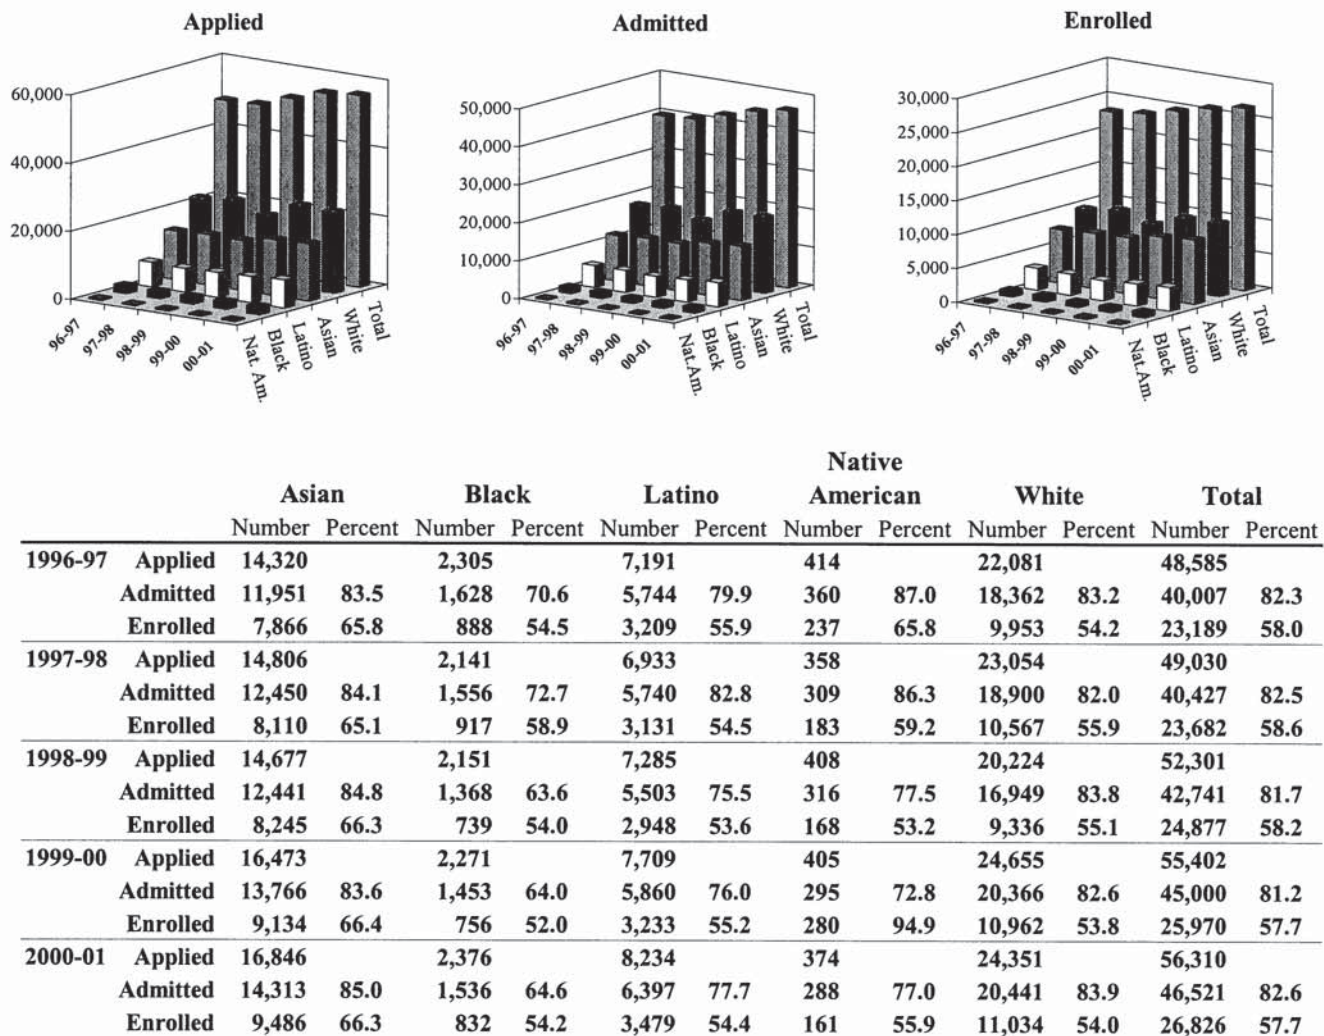 Applied
60,000
40,000
20,000
0
96-97
97-98
98-99
99-00
00-01
Nat. Am.
Black
Latino
Asian
White
Total
Admitted
50,000
40,000
30,000
20,000
10,000
0
96-97
97-98
98-99
99-00
00-01
Nat.Am.
Black
Latino
Asian
White
Total
Enrolled
30,000
25,000
20,000
15,000
10,000
5,000
0
96-97
97-98
98-99
99-00
00-01
Nat.Am.
Black
Latino
Asian
White
Total
Native
Asian Black Latino American White Total
Number Percent Number Percent Number Percent Number Percent Number Percent Number Percent
1996-97 Applied 14,320 2,305 7,191 414 22,081 48,585
Admitted 11,951 83.5 1,628 70.6 5,744 79.9 360 87.0 18,362 83.2 40,007 82.3
Enrolled 7,866 65.8 888 54.5 3,209 55.9 237 65.8 9,953 54.2 23,189 58.0
1997-98 Applied 14,806 2,141 6,933 358 23,054 49,030
Admitted 12,450 84.1 1,556 72.7 5,740 82.8 309 86.3 18,900 82.0 40,427 82.5
Enrolled 8,110 65.1 917 58.9 3,131 54.5 183 59.2 10,567 55.9 23,682 58.6
1998-99 Applied 14,677 2,151 7,285 408 20,224 52,301
Admitted 12,441 84.8 1,368 63.6 5,503 75.5 316 77.5 16,949 83.8 42,741 81.7
Enrolled 8,245 66.3 739 54.0 2,948 53.6 168 53.2 9,336 55.1 24,877 58.2
1999-00 Applied 16,473 2,271 7,709 405 24,655 55,402
Admitted 13,766 83.6 1,453 64.0 5,860 76.0 295 72.8 20,366 82.6 45,000 81.2
Enrolled 9,134 66.4 756 52.0 3,233 55.2 280 94.9 10,962 53.8 25,970 57.7
2000-01 Applied 16,846 2,376 8,234 374 24,351 56,310
Admitted 14,313 85.0 1,536 64.6 6,397 77.7 288 77.0 20,441 83.9 46,521 82.6
Enrolled 9,486 66.3 832 54.2 3,479 54.4 161 55.9 11,034 54.0 26,826 57.7